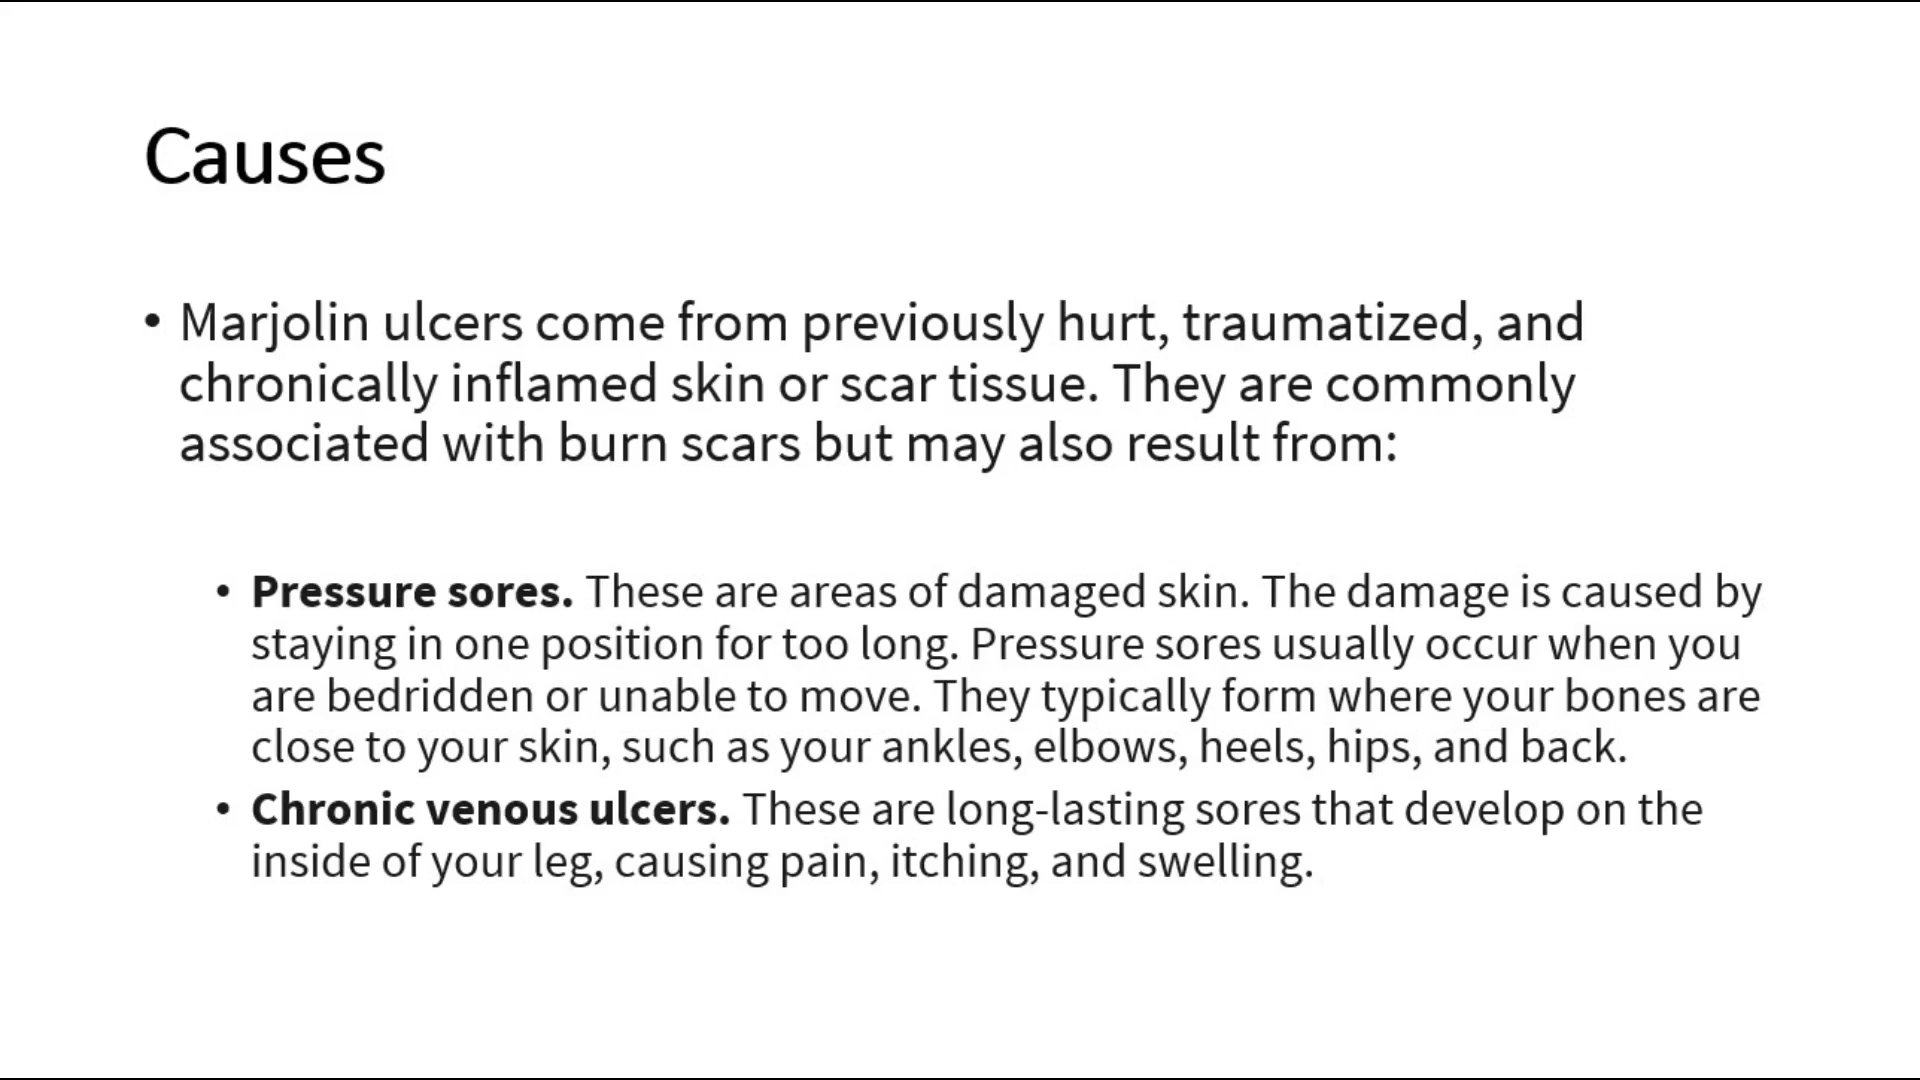 Causes
• Marjolin ulcers come from previously hurt, traumatized, and
chronically inflamed skin or scar tissue. They are commonly
associated with burn scars but may also result from:
• Pressure sores. These are areas of damaged skin. The damage is caused by
staying in one position for too long. Pressure sores usually occur when you
are bedridden or unable to move. They typically form where your bones are
close to your skin, such as your ankles, elbows, heels, hips, and back.
• Chronic venous ulcers. These are long-lasting sores that develop on the
inside of your leg, causing pain, itching, and swelling.